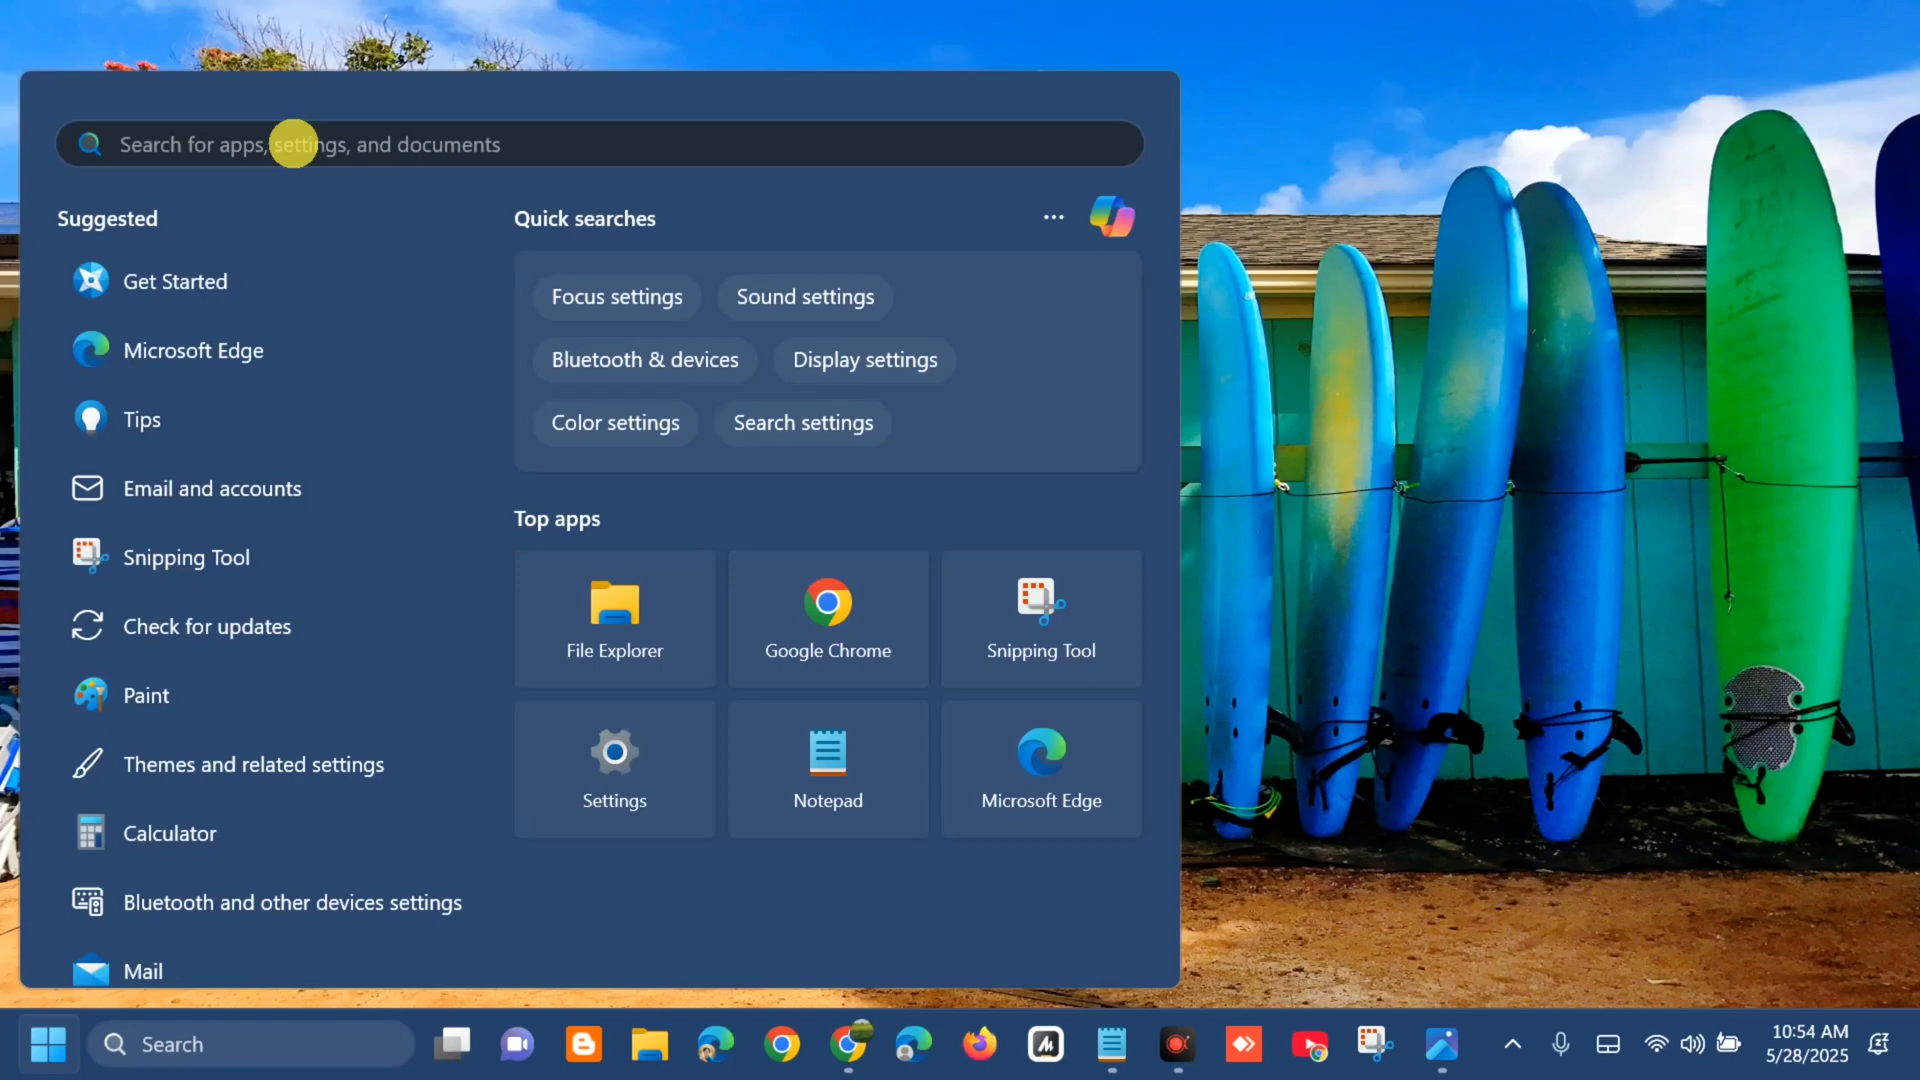 Search for apps, settings, and documents
Suggested
Get Started
Microsoft Edge
Tips
Email and accounts
Snipping Tool
Check for updates
Paint
Themes and related settings
Calculator
Bluetooth and other devices settings
Mail
Quick searches
Focus settings
Sound settings
Bluetooth & devices
Display settings
Color settings
Search settings
Top apps
File Explorer
Google Chrome
Snipping Tool
Settings
Notepad
Microsoft Edge
Search
10:54 AM
5/28/2025